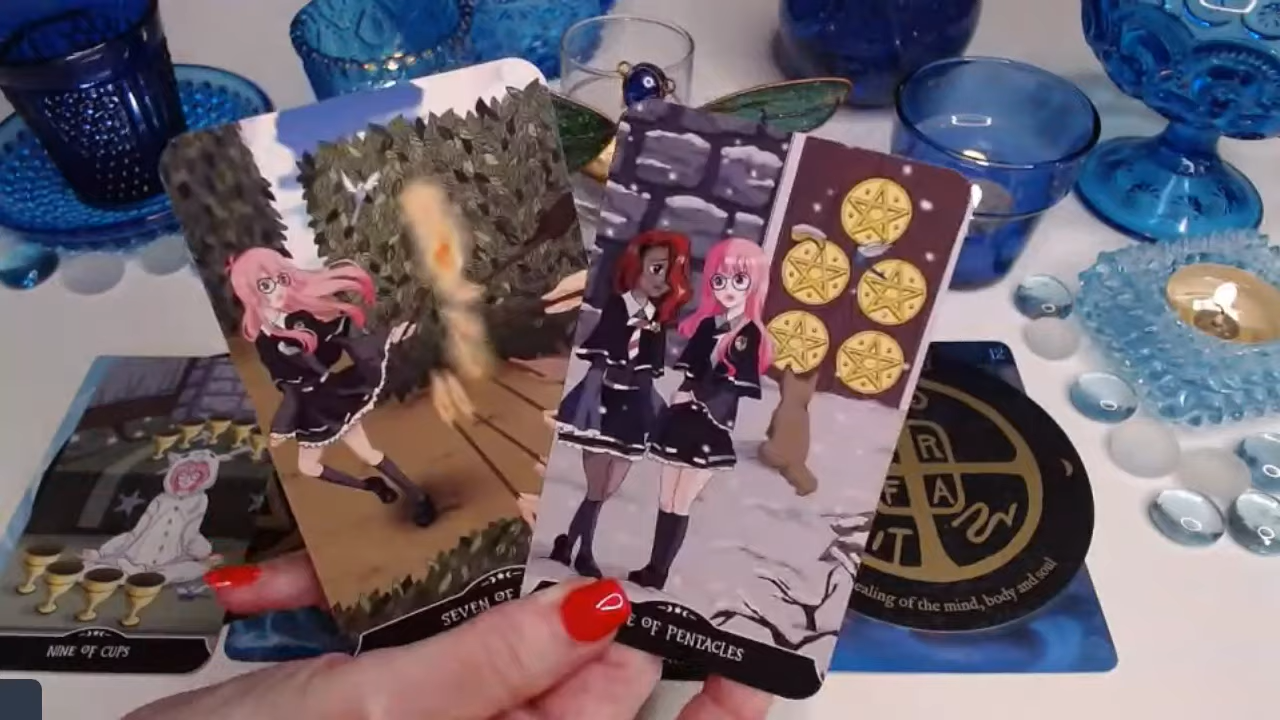 SEVEN OF
E OF PENTACLES
NINE OF CUPS
12
S
R
F A
T
ealing of the mind, body and soul